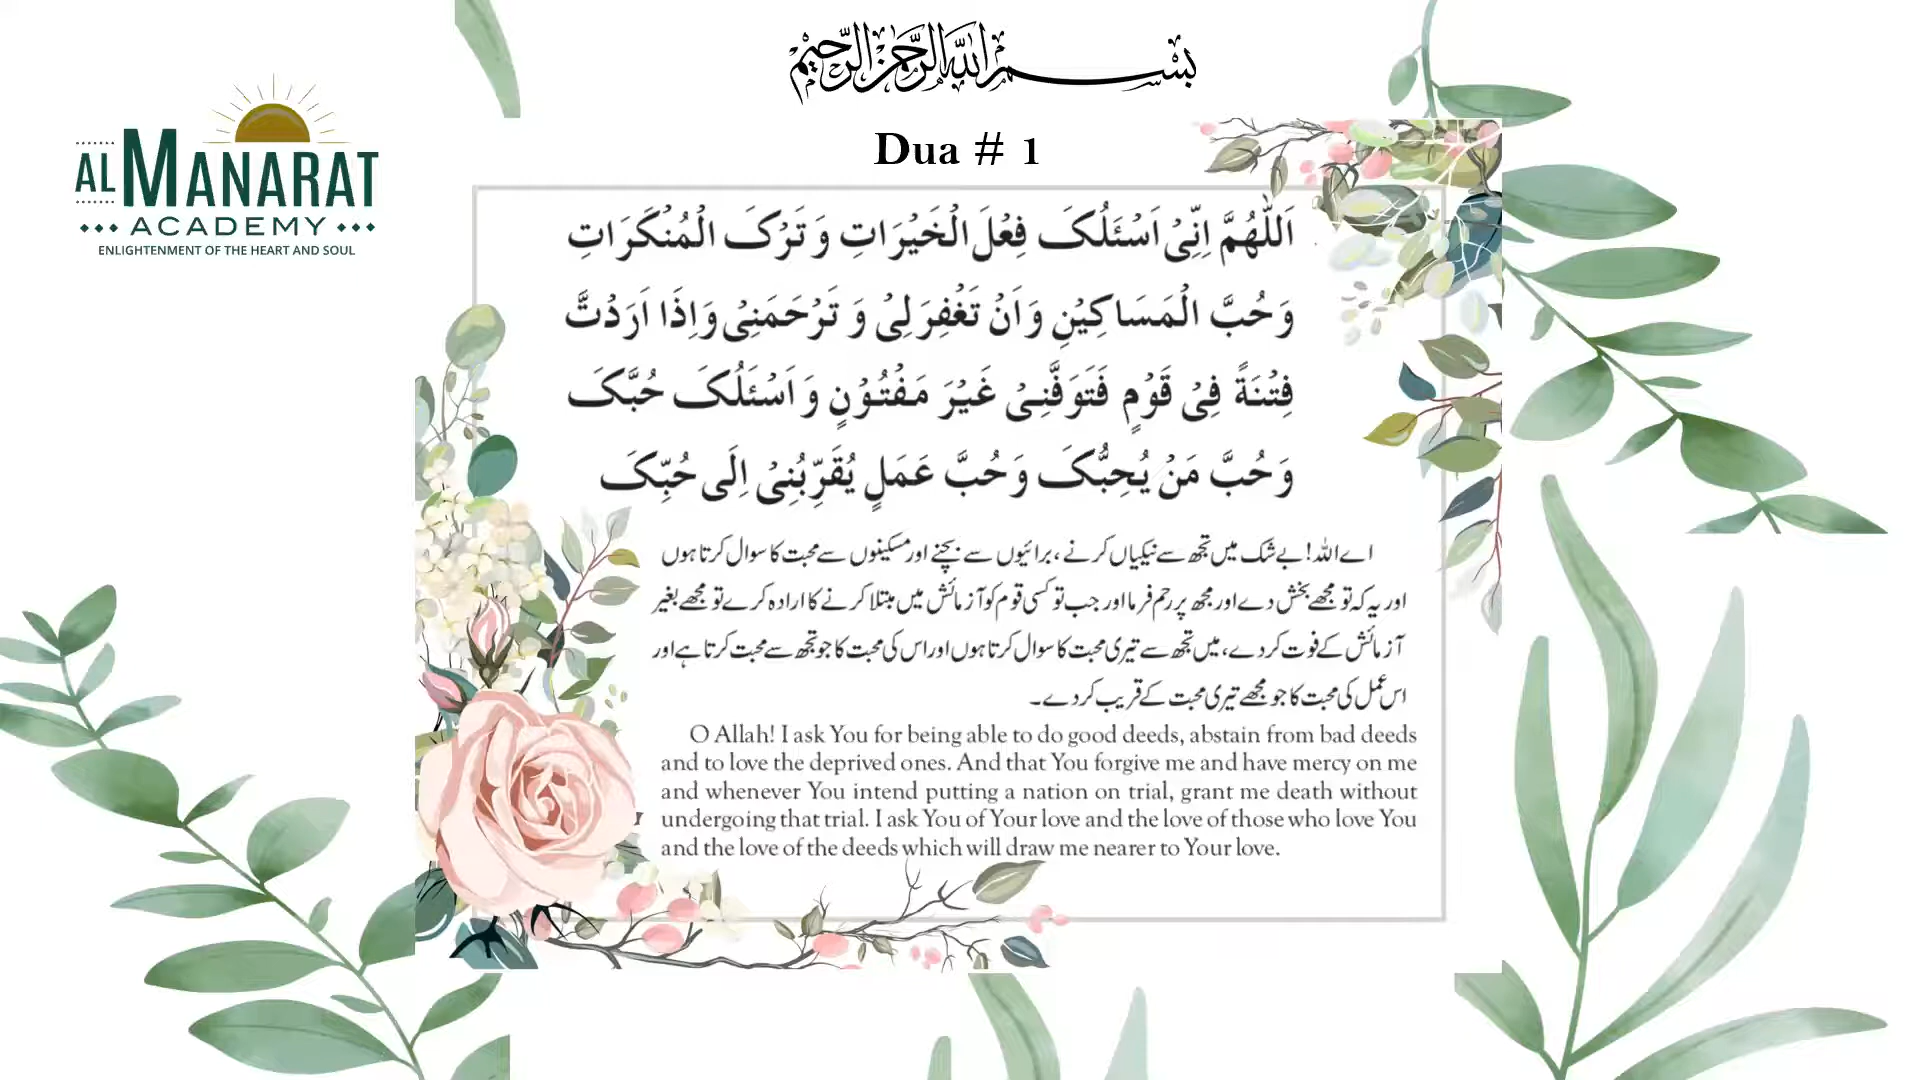 بسم الله الرحمن الرحيم
AL MANARAT
ACADEMY
ENLIGHTENMENT OF THE HEART AND SOUL
Dua # 1
اَللّٰهُمَّ اِنِّیْ اَسْئَلُکَ فِعْلَ الْخَیْرَاتِ وَ تَرْکَ الْمُنْکَرَاتِ
وَ حُبَّ الْمَسَاکِیْنِ وَ اَنْ تَغْفِرَ لِیْ وَ تَرْحَمَنِیْ وَ اِذَا اَرَدْتَّ
فِتْنَةً فِیْ قَوْمٍ فَتَوَفَّنِیْ غَیْرَ مَفْتُوْنٍ وَ اَسْئَلُکَ حُبَّکَ
وَ حُبَّ مَنْ یُحِبُّکَ وَ حُبَّ عَمَلٍ یُقَرِّبُنِیْ اِلَی حُبِّکَ
اے اللہ! بے شک میں تجھ سے نیکیاں کرنے، برائیوں سے بچنے اور مسکینوں سے محبت کا سوال کرتا ہوں
اور یہ کہ تو مجھے بخش دے اور مجھ پر رحم فرما اور جب تو کسی قوم کو آزمائش میں مبتلا کرنے کا ارادہ کرے تو مجھے بغیر
آزمائش کے فوت کر دے، میں تجھ سے تیری محبت کا سوال کرتا ہوں اور اس کی محبت کا جو تجھ سے محبت کرتا ہے اور
اس عمل کی محبت کا جو مجھے تیری محبت کے قریب کر دے۔
O Allah! I ask You for being able to do good deeds, abstain from bad deeds
and to love the deprived ones. And that You forgive me and have mercy on me
and whenever You intend putting a nation on trial, grant me death without
undergoing that trial. I ask You of Your love and the love of those who love You
and the love of the deeds which will draw me nearer to Your love.